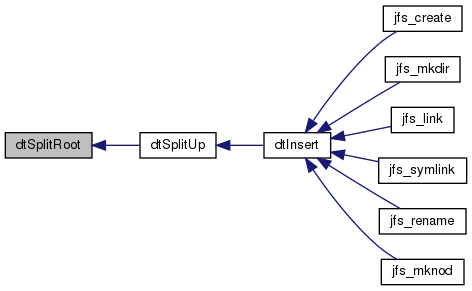 jfs_create
jfs_mkdir
jfs_link
dtSplitRoot
dtSplitUp
dtInsert
jfs_symlink
jfs_rename
jfs_mknod